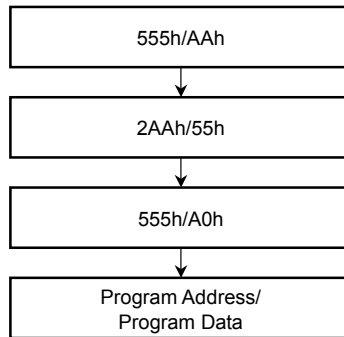 555h/AAh
2AAh/55h
555h/A0h
Program Address/
Program Data